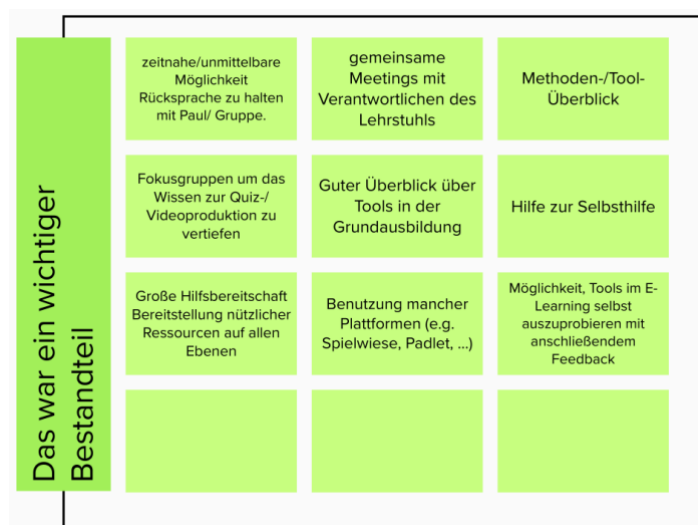 Das war ein wichtiger
Bestandteil
zeitnahe/unmittelbare
Möglichkeit
Rücksprache zu halten
mit Paul/ Gruppe.
gemeinsame
Meetings mit
Verantwortlichen des
Lehrstuhls
Methoden-/Tool-
Überblick
Fokusgruppen um das
Wissen zur Quiz-/
Videoproduktion zu
vertiefen
Guter Überblick über
Tools in der
Grundausbildung
Hilfe zur Selbsthilfe
Große Hilfsbereitschaft
Bereitstellung nützlicher
Ressourcen auf allen
Ebenen
Benutzung mancher
Plattformen (e.g.
Spielwiese, Padlet, ...)
Möglichkeit, Tools im E-
Learning selbst
auszuprobieren mit
anschließendem
Feedback